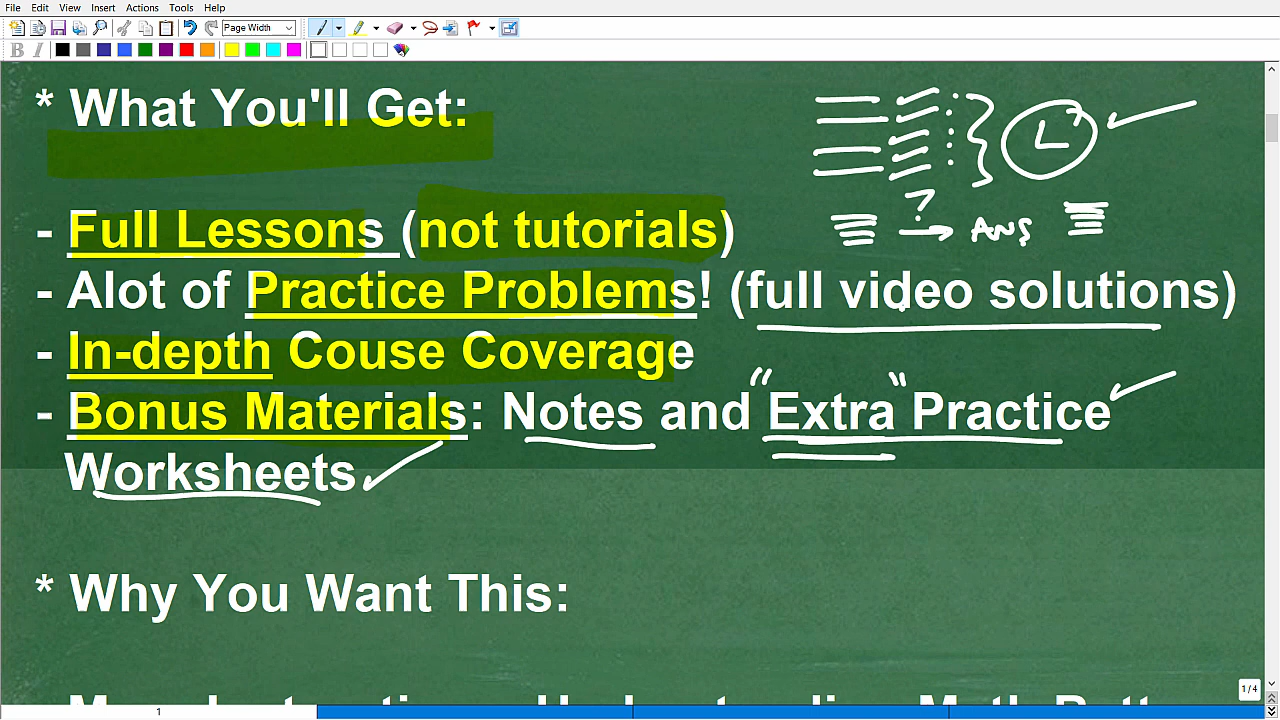 File Edit View Insert Actions Tools Help
Page Width
B I
* What You'll Get:
- Full Lessons (not tutorials)
? → ANS
- Alot of Practice Problems! (full video solutions)
- In-depth Couse Coverage
- Bonus Materials: Notes and "Extra" Practice
Worksheets
* Why You Want This:
1/4
1